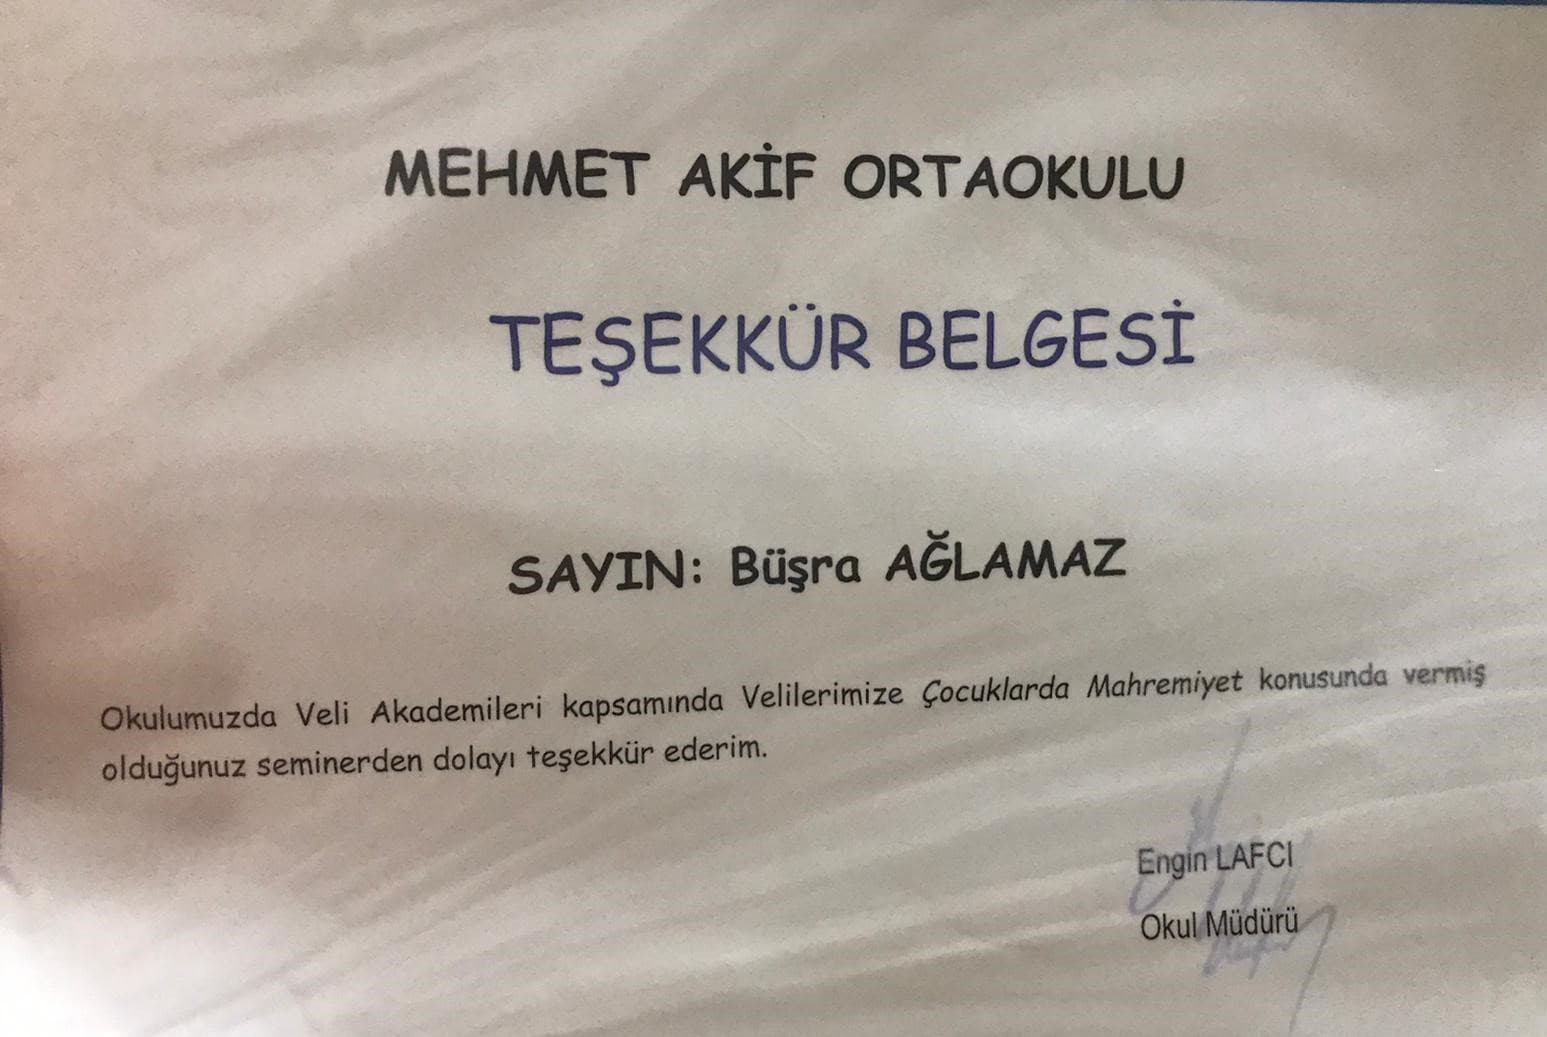 MEHMET AKİF ORTAOKULU
TEŞEKKÜR BELGESİ
SAYIN: Büşra AĞLAMAZ
Okulumuzda Veli Akademileri kapsamında Velilerimize Çocuklarda Mahremiyet konusunda vermiş
olduğunuz seminerden dolayı teşekkür ederim.
Engin LAFCI
Okul Müdürü